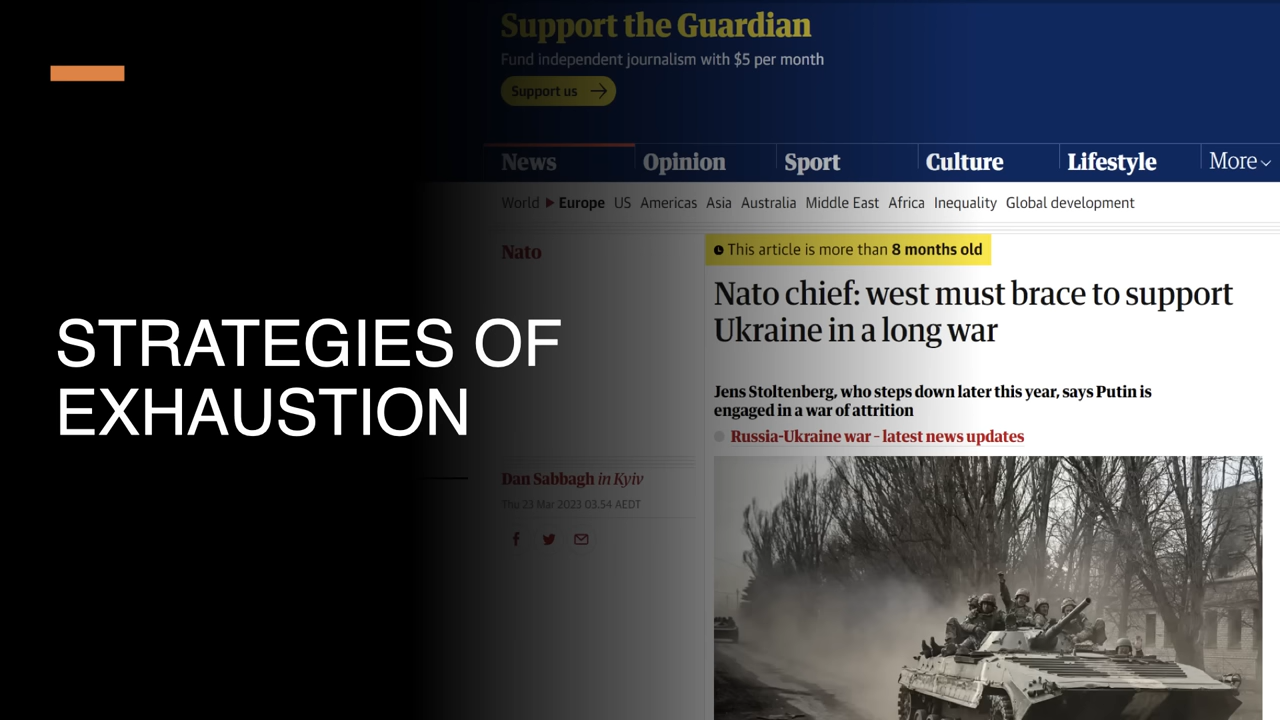 Support the Guardian
Fund independent journalism with $5 per month
Support us
News Opinion Sport Culture Lifestyle More
World Europe US Americas Asia Australia Middle East Africa Inequality Global development
Nato
This article is more than 8 months old
Nato chief: west must brace to support
Ukraine in a long war
STRATEGIES OF
EXHAUSTION
Jens Stoltenberg, who steps down later this year, says Putin is
engaged in a war of attrition
Russia-Ukraine war – latest news updates
Dan Sabbagh in Kyiv
Thu 23 Mar 2023 03.54 AEDT